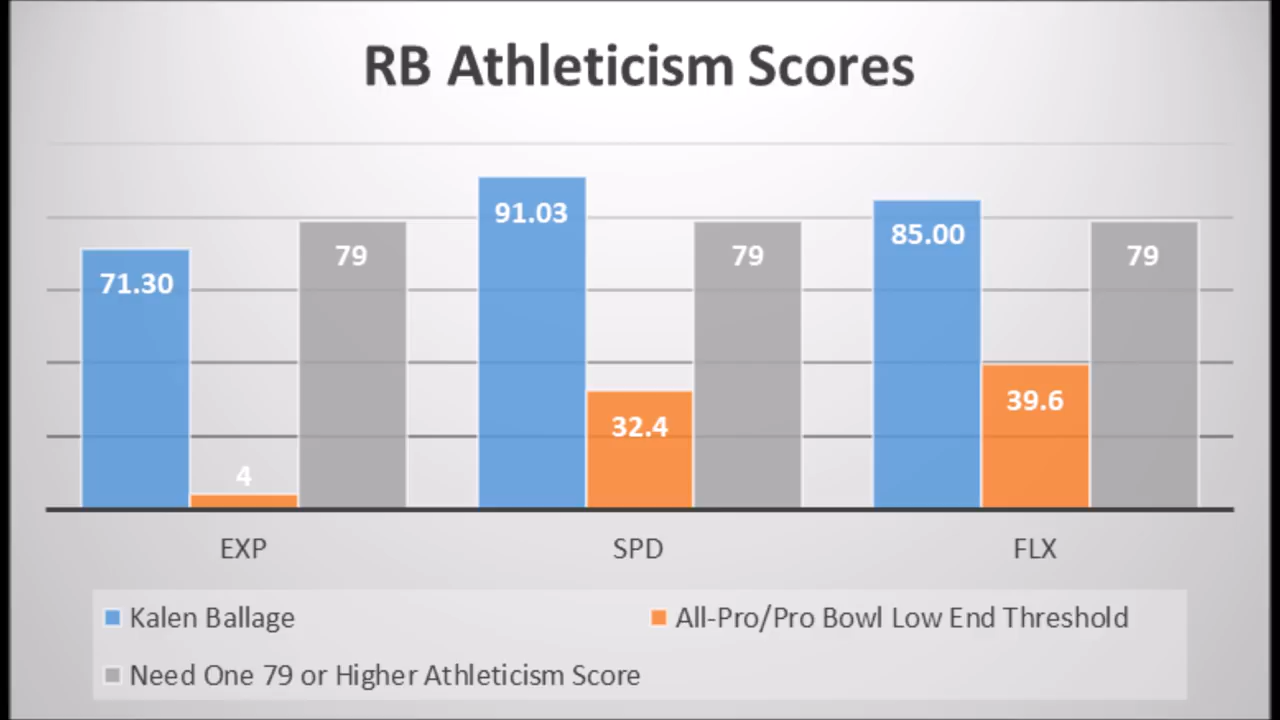 RB Athleticism Scores
91.03
85.00
79
79
79
71.30
39.6
32.4
4
EXP
SPD
FLX
Kalen Ballage
All-Pro/Pro Bowl Low End Threshold
Need One 79 or Higher Athleticism Score